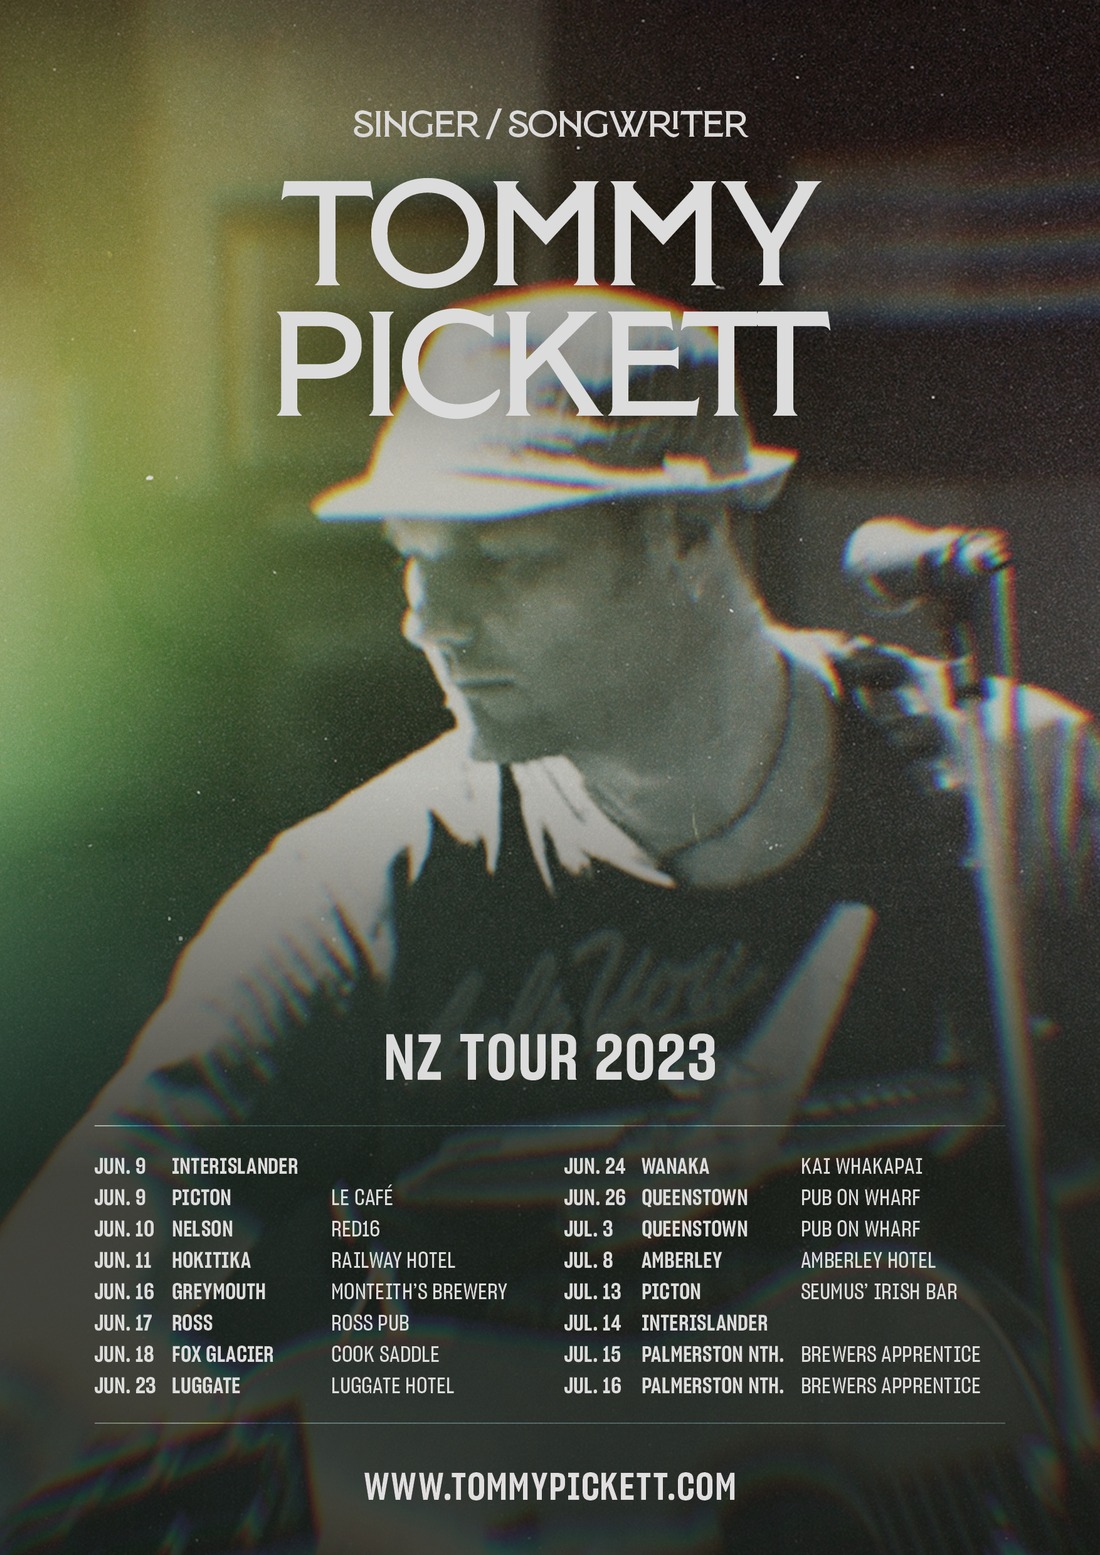 SINGER / SONGWRITER
TOMMY
PICKETT
NZ TOUR 2023
JUN. 9 INTERISLANDER
JUN. 9 PICTON LE CAFÉ
JUN. 10 NELSON RED16
JUN. 11 HOKITIKA RAILWAY HOTEL
JUN. 16 GREYMOUTH MONTEITH'S BREWERY
JUN. 17 ROSS ROSS PUB
JUN. 18 FOX GLACIER COOK SADDLE
JUN. 23 LUGGATE LUGGATE HOTEL
JUN. 24 WANAKA KAI WHAKAPAI
JUN. 26 QUEENSTOWN PUB ON WHARF
JUL. 3 QUEENSTOWN PUB ON WHARF
JUL. 8 AMBERLEY AMBERLEY HOTEL
JUL. 13 PICTON SEUMUS' IRISH BAR
JUL. 14 INTERISLANDER
JUL. 15 PALMERSTON NTH. BREWERS APPRENTICE
JUL. 16 PALMERSTON NTH. BREWERS APPRENTICE
WWW.TOMMYPICKETT.COM